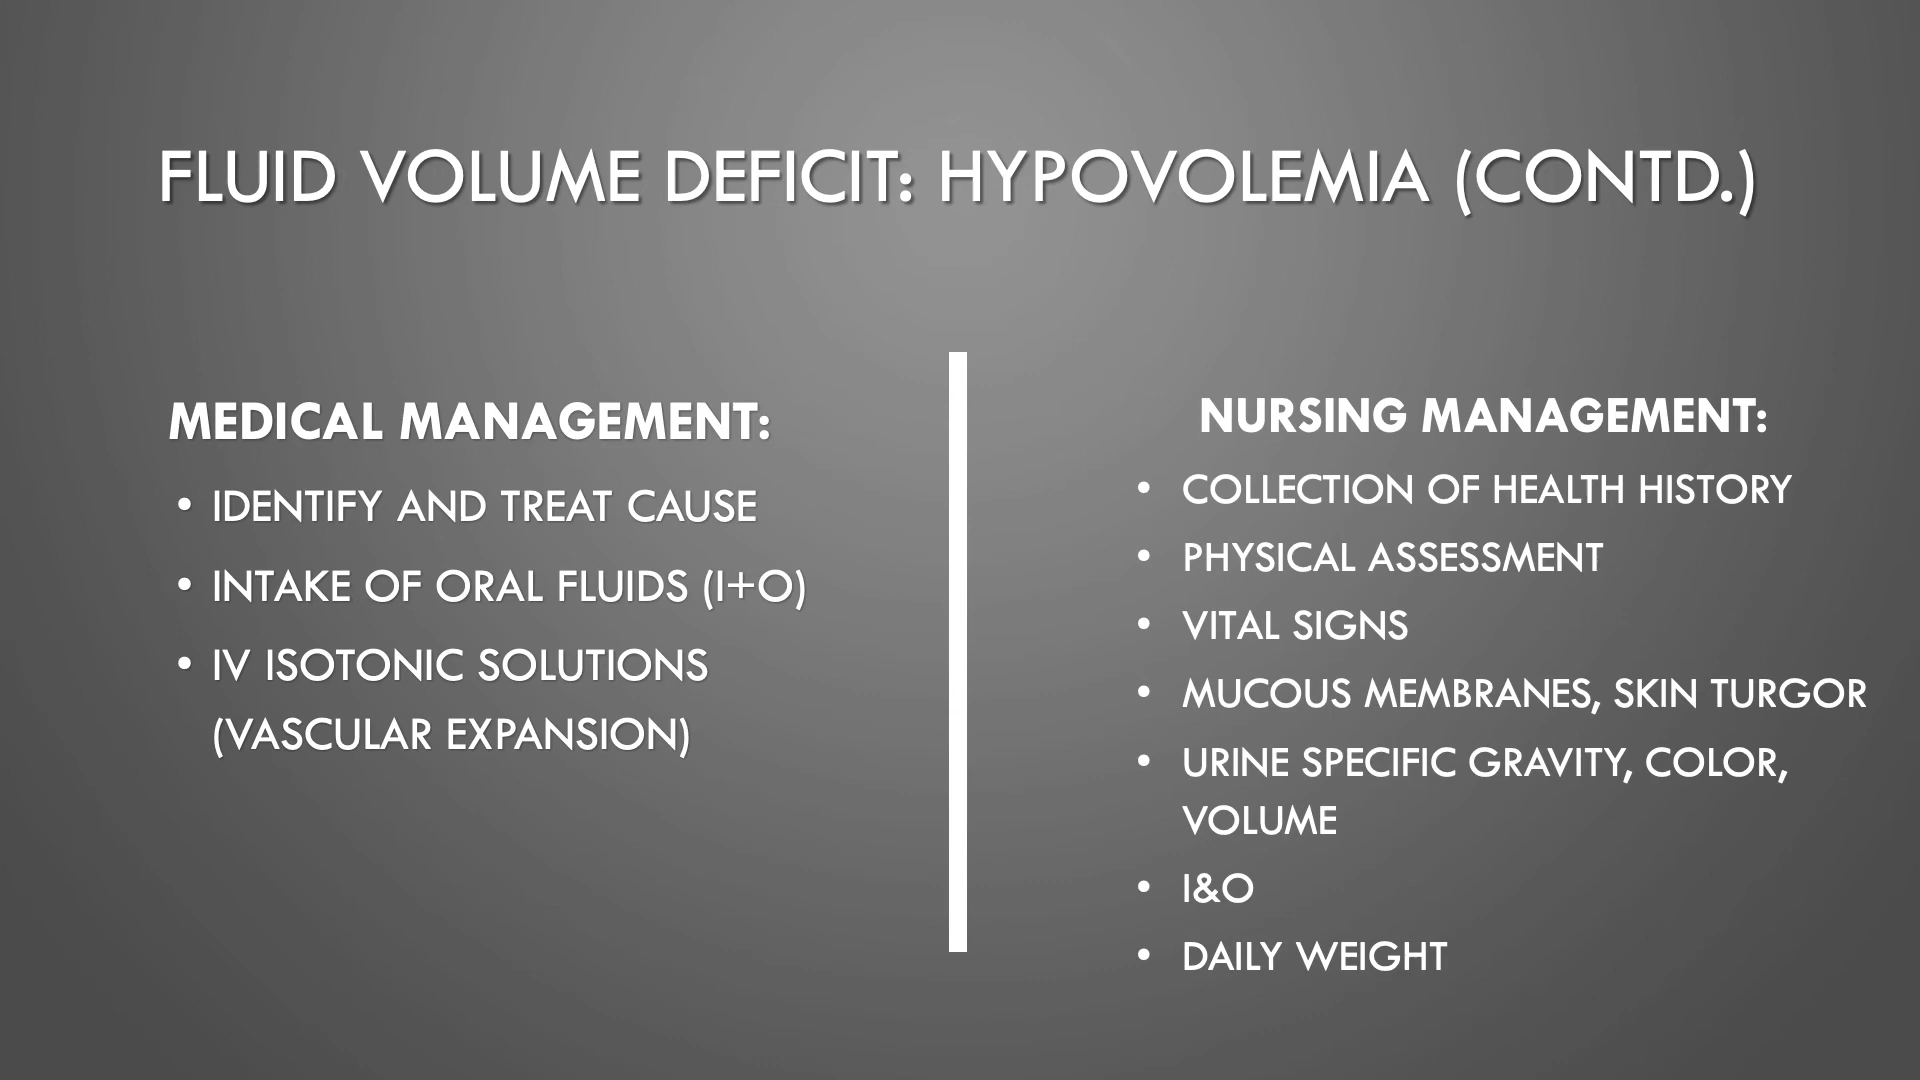 FLUID VOLUME DEFICIT: HYPOVOLEMIA (CONTD.)
MEDICAL MANAGEMENT:
• IDENTIFY AND TREAT CAUSE
• INTAKE OF ORAL FLUIDS (I+O)
• IV ISOTONIC SOLUTIONS
(VASCULAR EXPANSION)
NURSING MANAGEMENT:
• COLLECTION OF HEALTH HISTORY
• PHYSICAL ASSESSMENT
• VITAL SIGNS
• MUCOUS MEMBRANES, SKIN TURGOR
• URINE SPECIFIC GRAVITY, COLOR,
VOLUME
• I&O
• DAILY WEIGHT